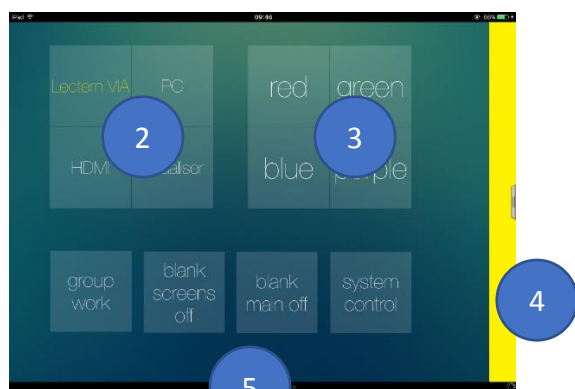 iPad 09:46 86%
Lectern VIA PC red green
2 3
HDMI blue
group work
blank screens off
blank main off
system control
4
5